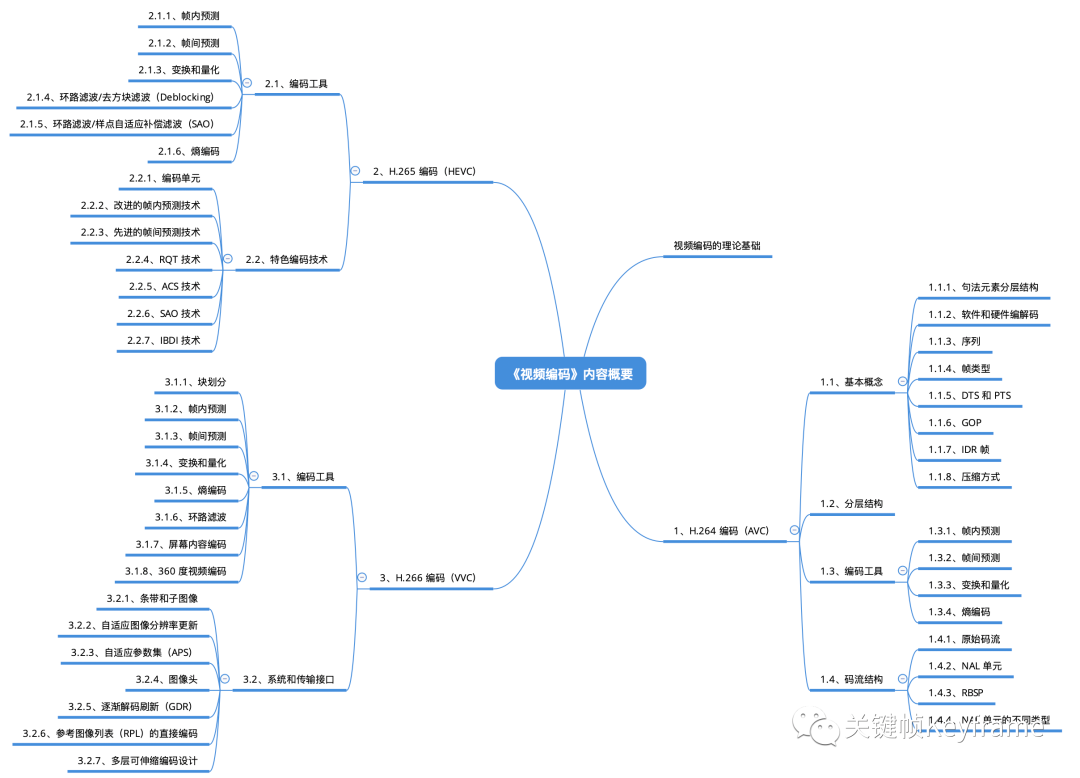 《视频编码》内容概要
视频编码的理论基础
1、H.264 编码（AVC）
1.1、基本概念
1.1.1、句法元素分层结构
1.1.2、软件和硬件编解码
1.1.3、序列
1.1.4、帧类型
1.1.5、DTS 和 PTS
1.1.6、GOP
1.1.7、IDR 帧
1.1.8、压缩方式
1.2、分层结构
1.3、编码工具
1.3.1、帧内预测
1.3.2、帧间预测
1.3.3、变换和量化
1.3.4、熵编码
1.4、码流结构
1.4.1、原始码流
1.4.2、NAL 单元
1.4.3、RBSP
1.4.4、NAL 单元的不同类型
2、H.265 编码（HEVC）
2.1、编码工具
2.1.1、帧内预测
2.1.2、帧间预测
2.1.3、变换和量化
2.1.4、环路滤波/去方块滤波（Deblocking）
2.1.5、环路滤波/样点自适应补偿滤波（SAO）
2.1.6、熵编码
2.2、特色编码技术
2.2.1、编码单元
2.2.2、改进的帧内预测技术
2.2.3、先进的帧间预测技术
2.2.4、RQT 技术
2.2.5、ACS 技术
2.2.6、SAO 技术
2.2.7、IBDI 技术
3、H.266 编码（VVC）
3.1、编码工具
3.1.1、块划分
3.1.2、帧内预测
3.1.3、帧间预测
3.1.4、变换和量化
3.1.5、熵编码
3.1.6、环路滤波
3.1.7、屏幕内容编码
3.1.8、360 度视频编码
3.2、系统和传输接口
3.2.1、条带和子图像
3.2.2、自适应图像分辨率更新
3.2.3、自适应参数集（APS）
3.2.4、图像头
3.2.5、逐渐解码刷新（GDR）
3.2.6、参考图像列表（RPL）的直接编码
3.2.7、多层可伸缩编码设计
关键帧Keyframe